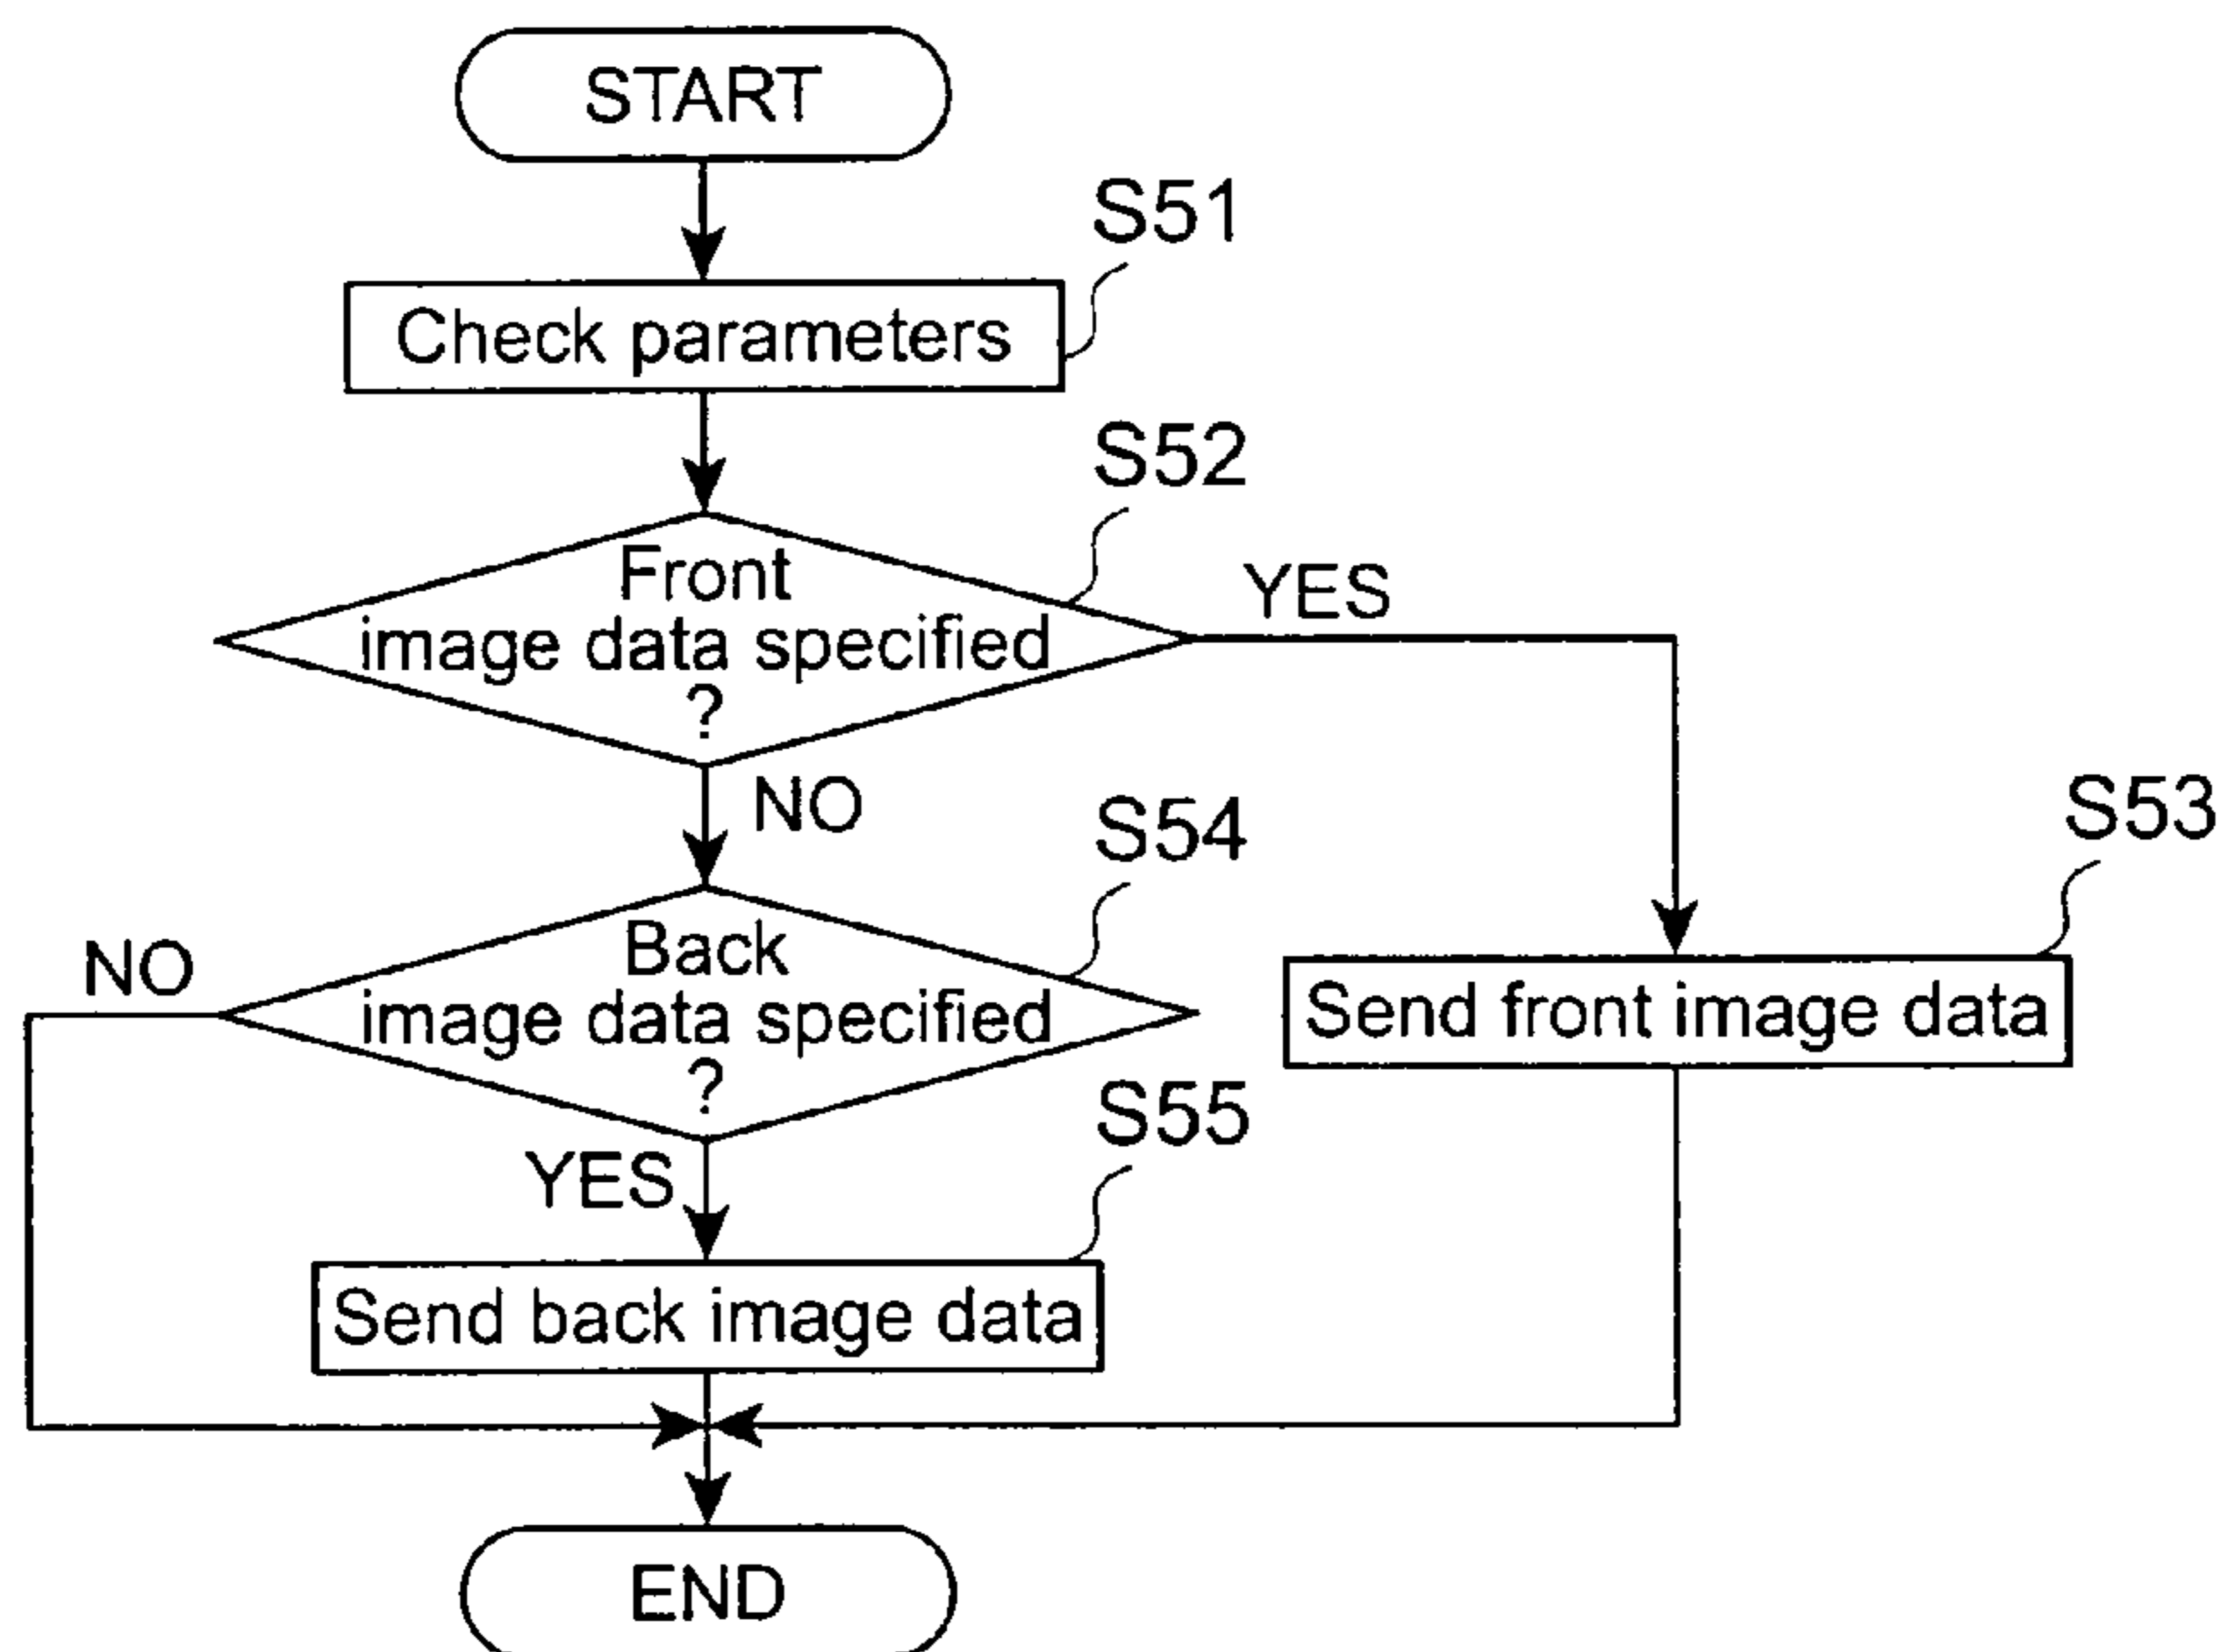 START
S51
Check parameters
S52
Front
image data specified
?
YES
NO
S54
S53
Back
image data specified
?
NO
Send front image data
YES
S55
Send back image data
END